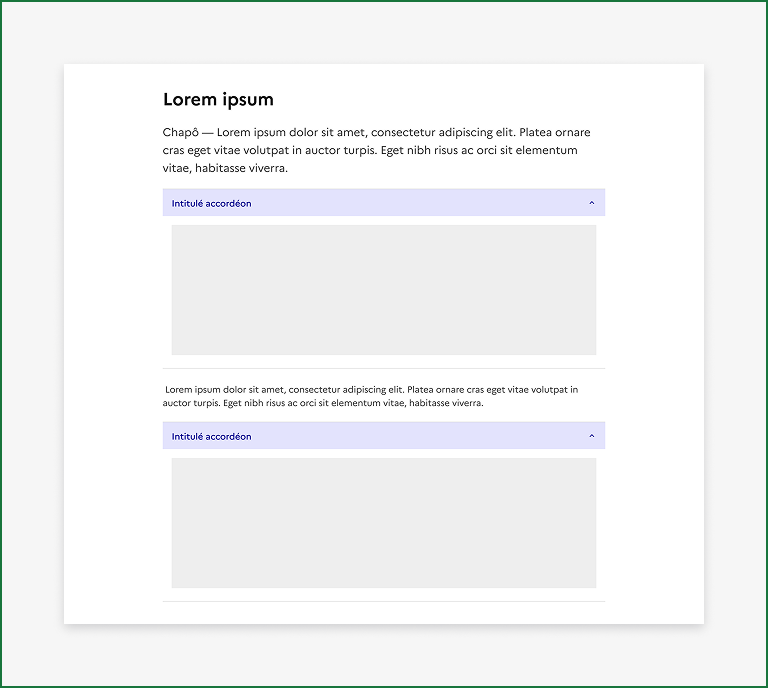 Lorem ipsum
Chapô — Lorem ipsum dolor sit amet, consectetur adipiscing elit. Platea ornare
cras eget vitae volutpat in auctor turpis. Eget nibh risus ac orci sit elementum
vitae, habitasse viverra.
Intitulé accordéon
Lorem ipsum dolor sit amet, consectetur adipiscing elit. Platea ornare cras eget vitae volutpat in
auctor turpis. Eget nibh risus ac orci sit elementum vitae, habitasse viverra.
Intitulé accordéon